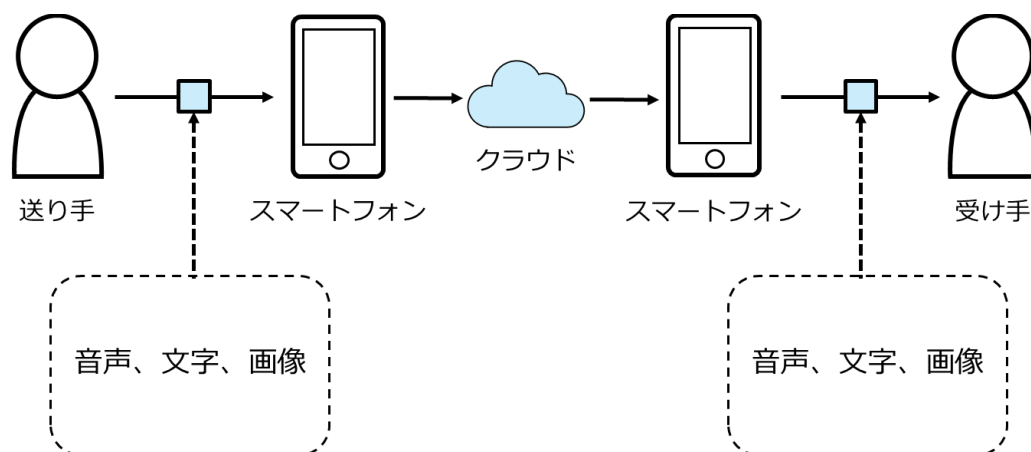 クラウド
送り手
スマートフォン
スマートフォン
受け手
音声、文字、画像
音声、文字、画像